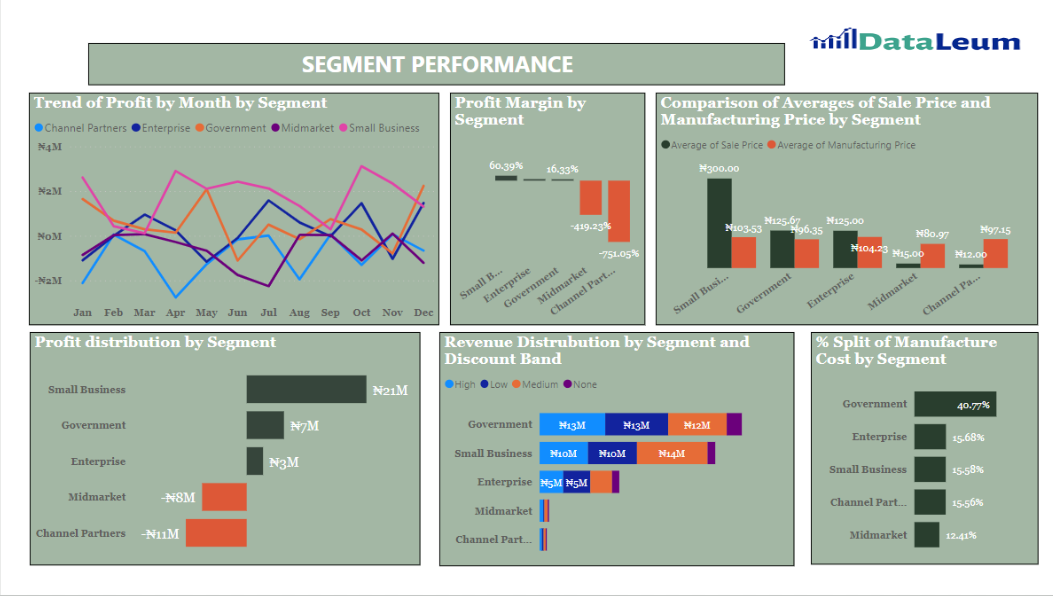 DataLeum
SEGMENT PERFORMANCE
Trend of Profit by Month by Segment
Channel Partners Enterprise Government Midmarket Small Business
₦4M
₦2M
₦0M
-₦2M
Jan Feb Mar Apr May Jun Jul Aug Sep Oct Nov Dec
Profit Margin by
Segment
60.39%
16.33%
-419.23%
-751.05%
Small B...
Enterprise
Government
Midmarket
Channel Part...
Comparison of Averages of Sale Price and
Manufacturing Price by Segment
Average of Sale Price Average of Manufacturing Price
₦300.00
₦103.53
₦125.67
₦96.35
₦125.00
₦104.23
₦15.00
₦80.97
₦12.00
₦97.15
Small Busi...
Government
Enterprise
Midmarket
Channel Pa...
Profit distribution by Segment
Small Business ₦21M
Government ₦7M
Enterprise ₦3M
Midmarket -₦8M
Channel Partners -₦11M
Revenue Distrubution by Segment and
Discount Band
High Low Medium None
Government ₦13M ₦13M ₦12M
Small Business ₦10M ₦10M ₦14M
Enterprise ₦5M ₦5M
Midmarket
Channel Part...
% Split of Manufacture
Cost by Segment
Government 40.77%
Enterprise 15.68%
Small Business 15.58%
Channel Part... 15.56%
Midmarket 12.41%